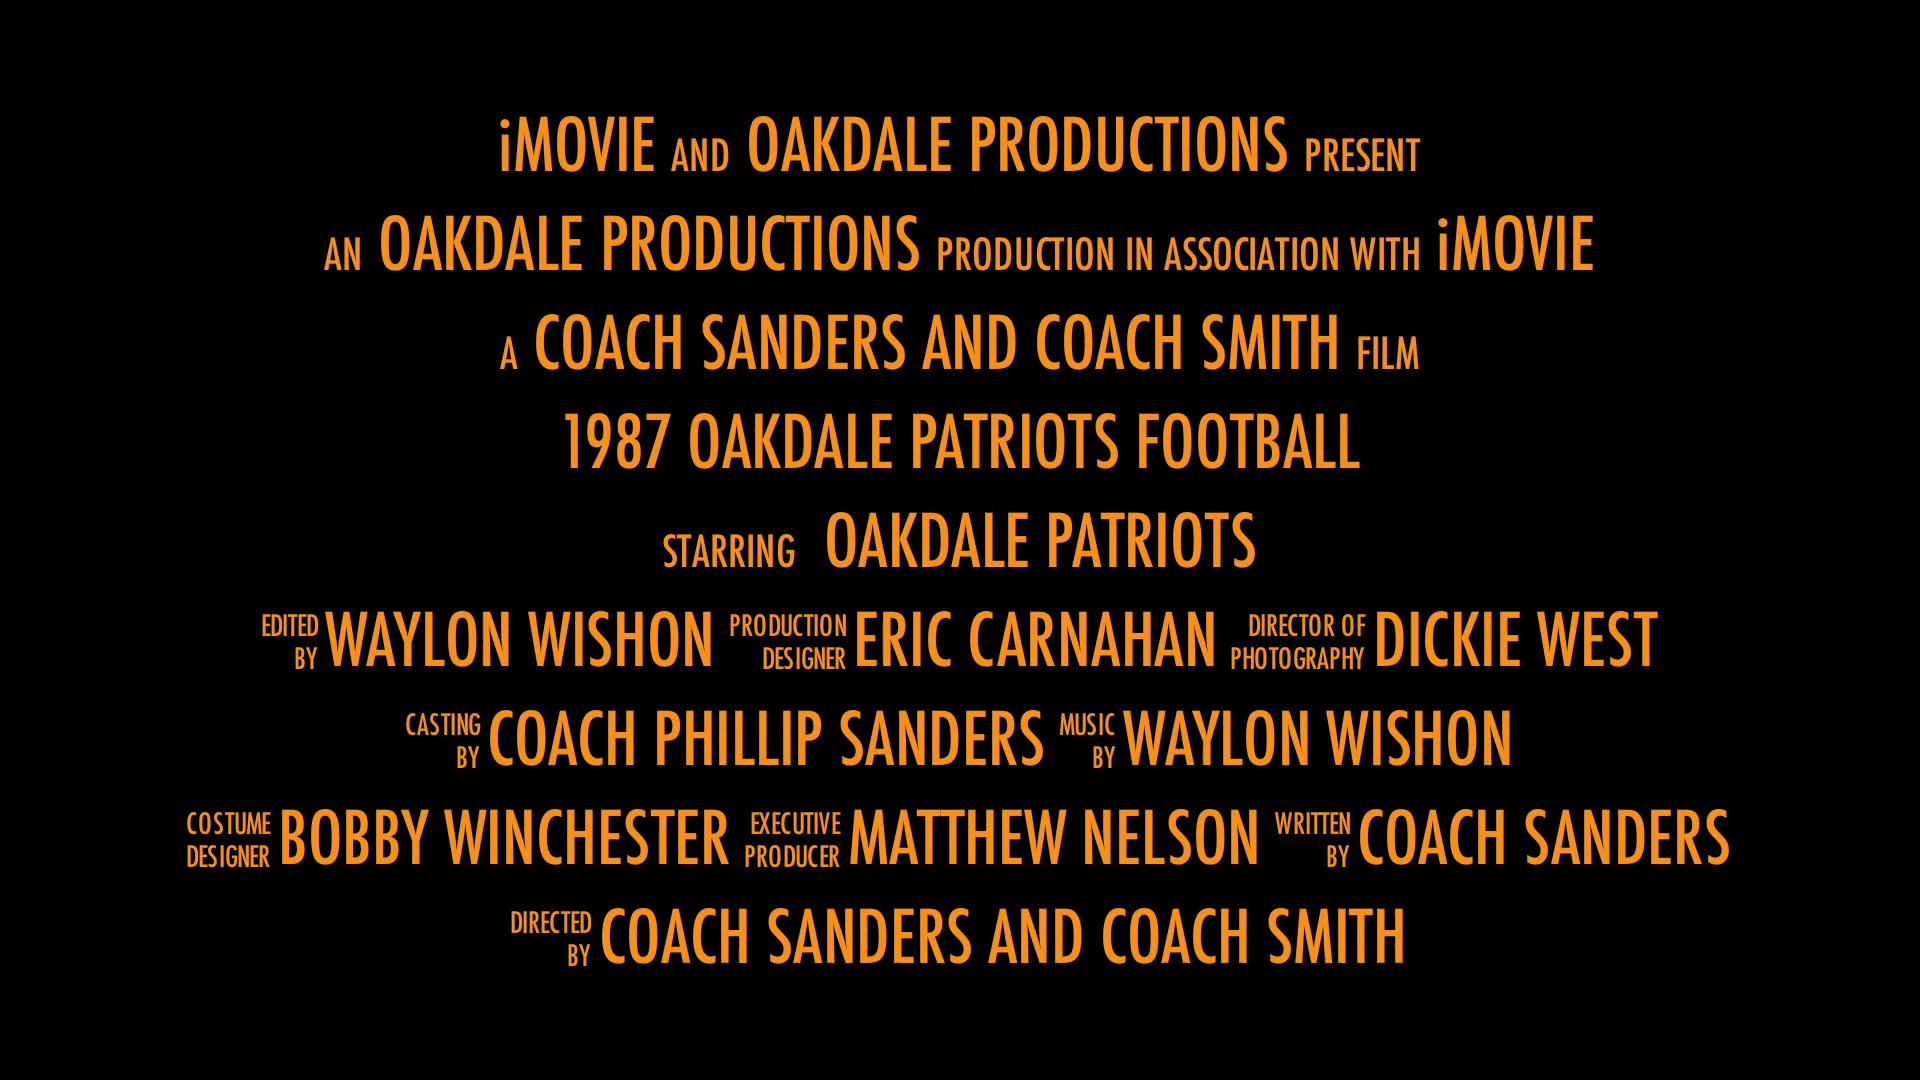 iMOVIE AND OAKDALE PRODUCTIONS PRESENT
AN OAKDALE PRODUCTIONS PRODUCTION IN ASSOCIATION WITH iMOVIE
A COACH SANDERS AND COACH SMITH FILM
1987 OAKDALE PATRIOTS FOOTBALL
STARRING OAKDALE PATRIOTS
EDITED BY WAYLON WISHON PRODUCTION DESIGNER ERIC CARNAHAN DIRECTOR OF PHOTOGRAPHY DICKIE WEST
CASTING BY COACH PHILLIP SANDERS MUSIC BY WAYLON WISHON
COSTUME DESIGNER BOBBY WINCHESTER EXECUTIVE PRODUCER MATTHEW NELSON WRITTEN BY COACH SANDERS
DIRECTED BY COACH SANDERS AND COACH SMITH